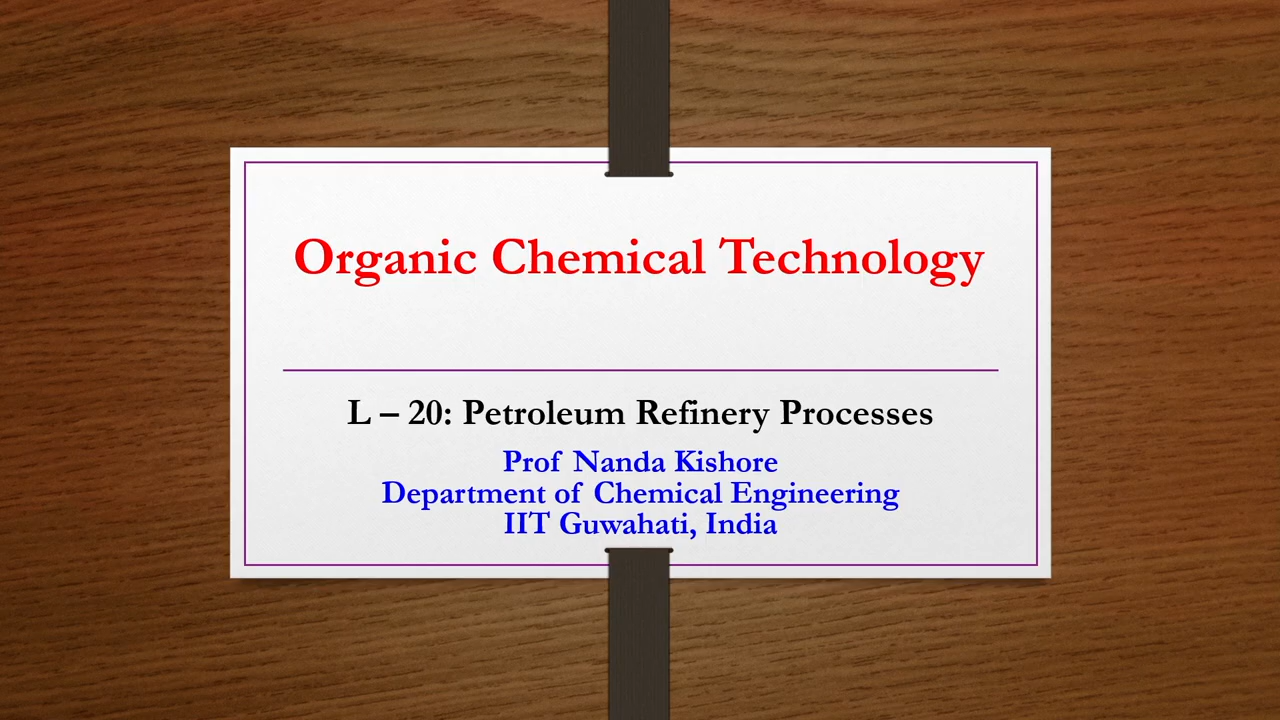 Organic Chemical Technology
L – 20: Petroleum Refinery Processes
Prof Nanda Kishore
Department of Chemical Engineering
IIT Guwahati, India